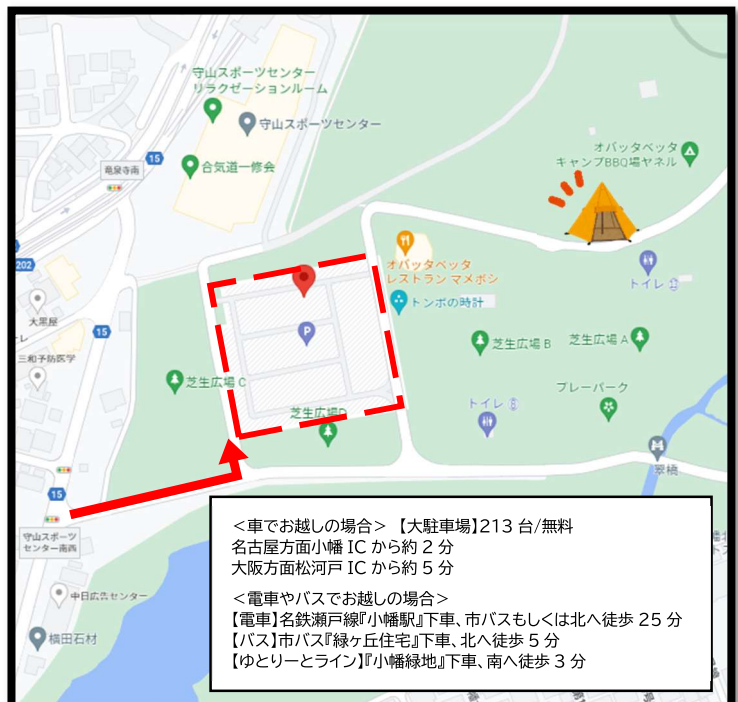 守山スポーツセンター
リラクゼーションルーム
守山スポーツセンター
合気道一修会
竜泉寺南
15
オバッタベッタ
キャンプBBQ場ヤネル
202
大黒屋
15
三和予防医学
オバッタベッタ
レストラン マメボシ
トンボの時計
トイレ
P
芝生広場 B
芝生広場 A
芝生広場 C
芝生広場D
トイレ
プレーパーク
翠橋
15
守山スポーツ
センター南西
中日広告センター
横田石材
＜車でお越しの場合＞ 【大駐車場】213 台/無料
名古屋方面小幡 IC から約 2 分
大阪方面松河戸 IC から約 5 分
＜電車やバスでお越しの場合＞
【電車】名鉄瀬戸線『小幡駅』下車、市バスもしくは北へ徒歩 25 分
【バス】市バス『緑ヶ丘住宅』下車、北へ徒歩 5 分
【ゆとりーとライン】『小幡緑地』下車、南へ徒歩 3 分